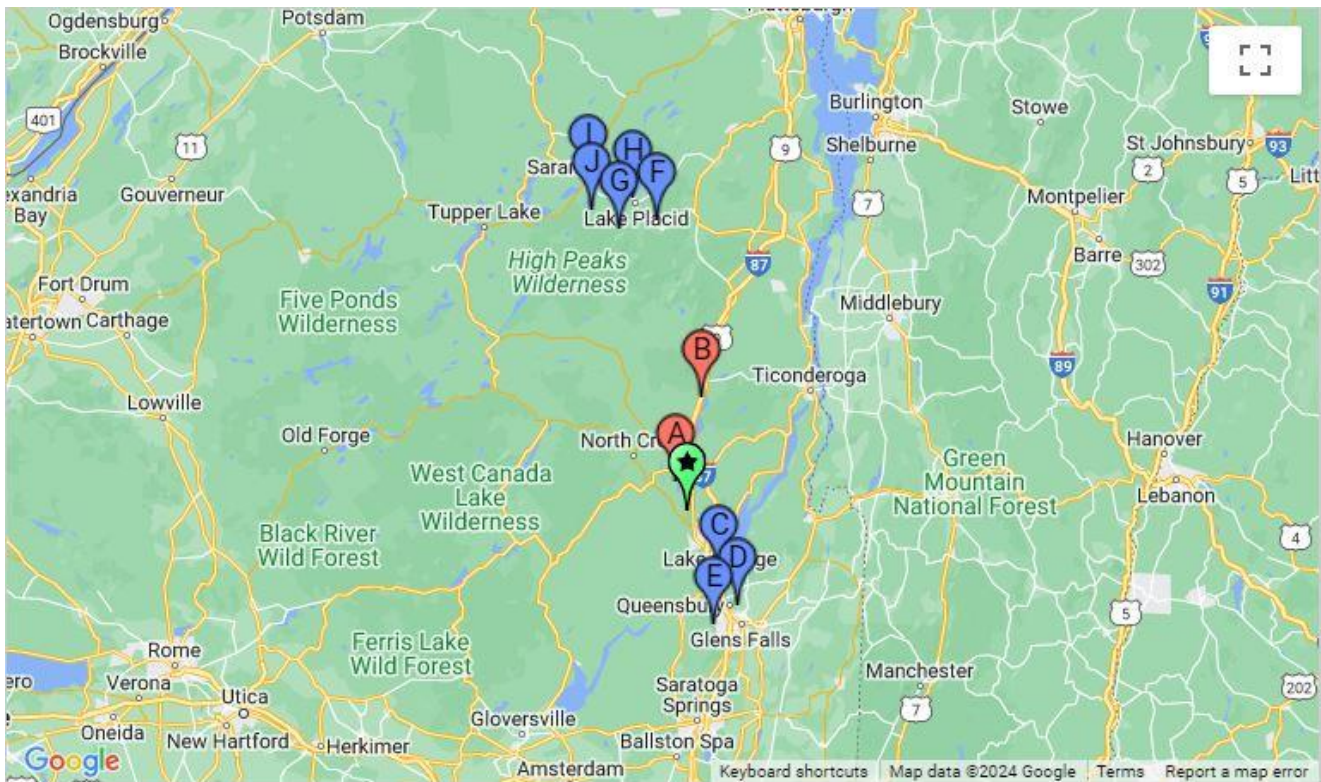 Ogdensburg
Potsdam
Brockville
401
11
Burlington
Stowe
9
Shelburne
St Johnsbury
93
2
5
I
H
J
G
F
Gouverneur
Bay
Tupper Lake
Lake Placid
7
Montpelier
Barre
302
High Peaks
Wilderness
87
91
Fort Drum
Carthage
Five Ponds
Wilderness
Middlebury
B
Ticonderoga
89
Lowville
Old Forge
A
87
Hanover
Lebanon
West Canada
Lake
Wilderness
Green
Mountain
National Forest
Black River
Wild Forest
C
D
E
4
Queensbury
Glens Falls
5
Ferris Lake
Wild Forest
Rome
Verona
Utica
Oneida
New Hartford
Herkimer
Gloversville
Saratoga
Springs
Ballston Spa
Amsterdam
Manchester
7
202
Google
Keyboard shortcuts
Map data ©2024 Google
Terms
Report a map error